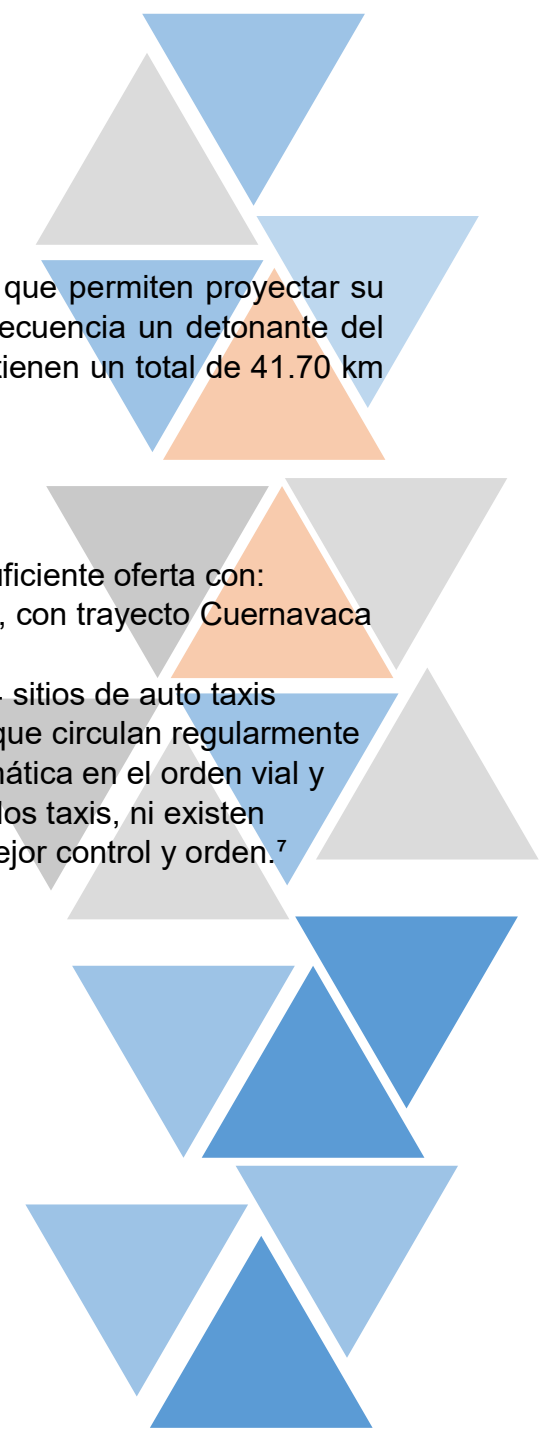 que permiten proyectar su
ecuencia un detonante del
tienen un total de 41.70 km
uficiente oferta con:
, con trayecto Cuernavaca
sitios de auto taxis
que circulan regularmente
nática en el orden vial y
los taxis, ni existen
ejor control y orden.⁷